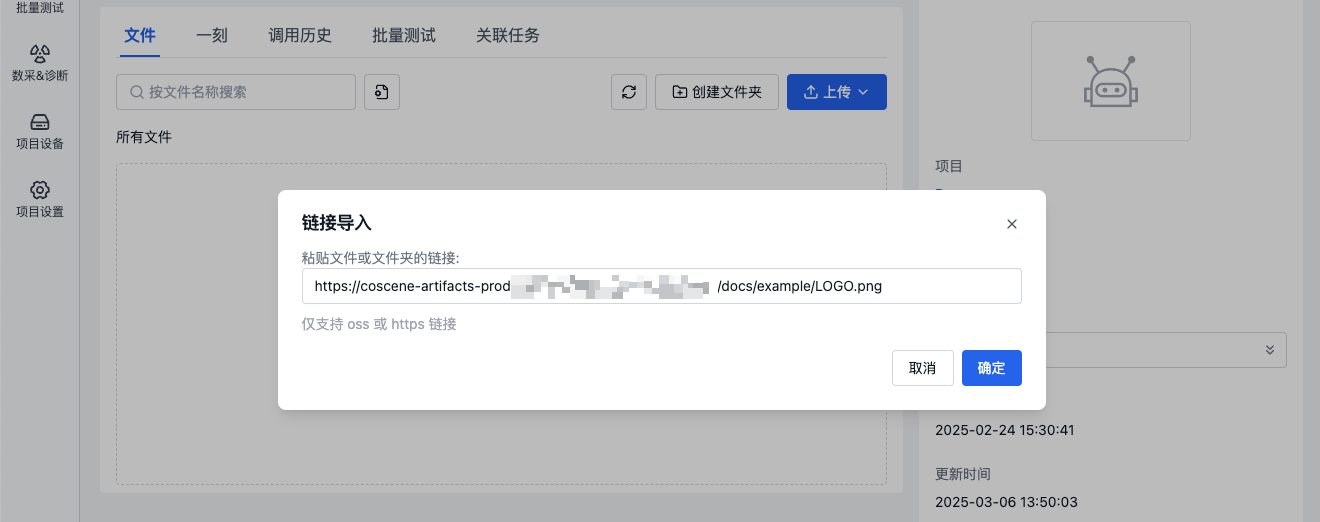 批量测试
数采&诊断
项目设备
项目设置
文件
一刻
调用历史
批量测试
关联任务
按文件名称搜索
创建文件夹
上传
所有文件
链接导入
粘贴文件或文件夹的链接:
https://coscene-artifacts-prod /docs/example/LOGO.png
仅支持 oss 或 https 链接
取消
确定
项目
2025-02-24 15:30:41
更新时间
2025-03-06 13:50:03